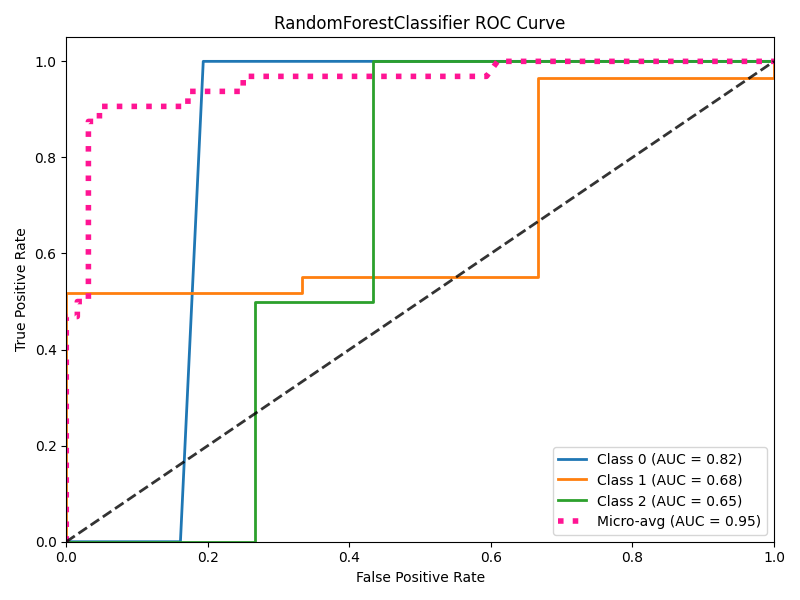 RandomForestClassifier ROC Curve
1.0
0.8
0.6
0.4
0.2
0.0
True Positive Rate
0.0 0.2 0.4 0.6 0.8 1.0
False Positive Rate
Class 0 (AUC = 0.82)
Class 1 (AUC = 0.68)
Class 2 (AUC = 0.65)
Micro-avg (AUC = 0.95)